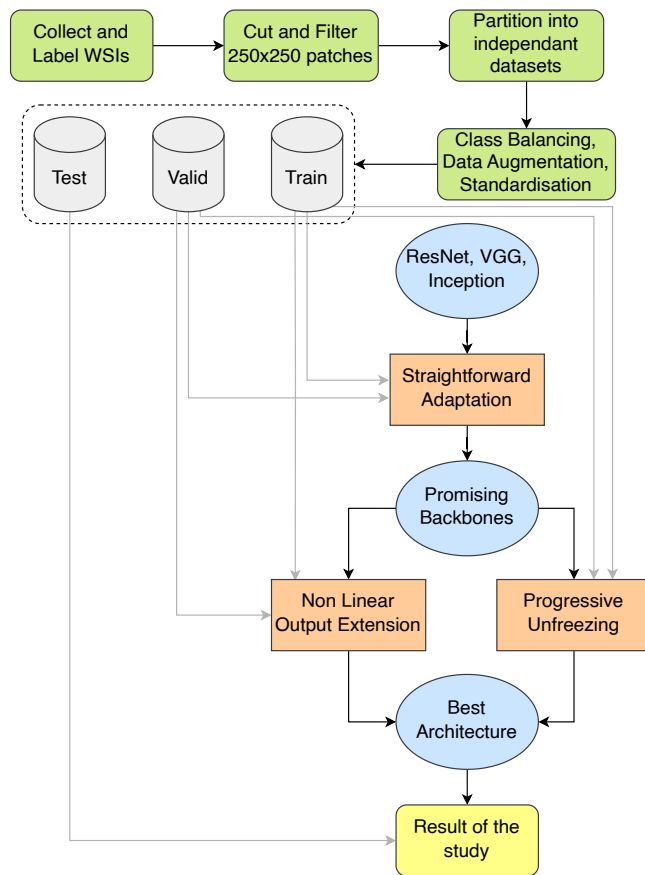 Collect and
Label WSIs
Cut and Filter
250x250 patches
Partition into
independant
datasets
Class Balancing,
Data Augmentation,
Standardisation
Test
Valid
Train
ResNet, VGG,
Inception
Straightforward
Adaptation
Promising
Backbones
Non Linear
Output Extension
Progressive
Unfreezing
Best
Architecture
Result of the
study